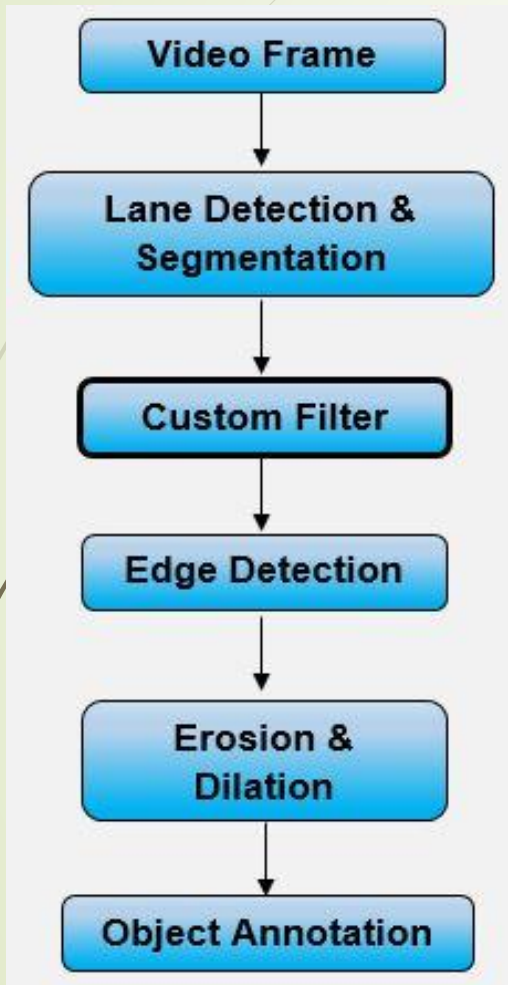 Video Frame
Lane Detection &
Segmentation
Custom Filter
Edge Detection
Erosion &
Dilation
Object Annotation